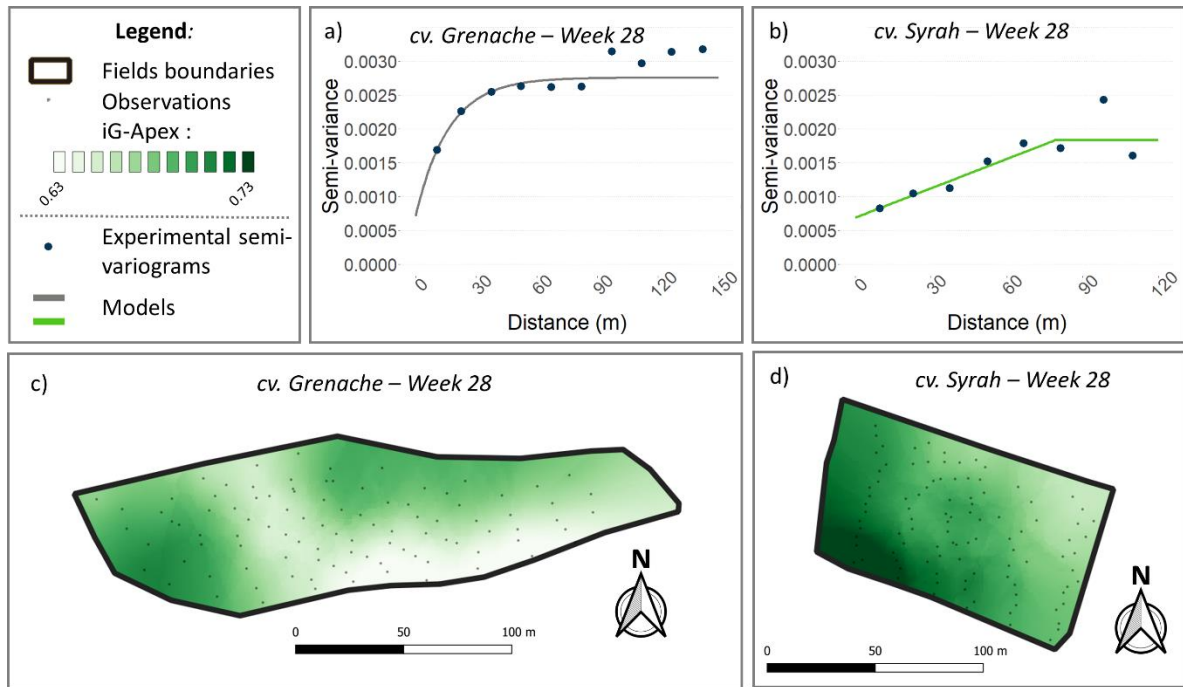 Legend:
Fields boundaries
Observations
iG-Apex :
0.63
0.73
Experimental semi-
variograms
Models
a)
cv. Grenache – Week 28
0.0030
0.0025
0.0020
0.0015
0.0010
0.0005
0.0000
Semi-variance
0
30
60
90
120
150
Distance (m)
b)
cv. Syrah – Week 28
0.0030
0.0025
0.0020
0.0015
0.0010
0.0005
0.0000
Semi-variance
0
30
60
90
120
Distance (m)
c)
cv. Grenache – Week 28
N
0
50
100 m
d)
cv. Syrah – Week 28
N
0
50
100 m